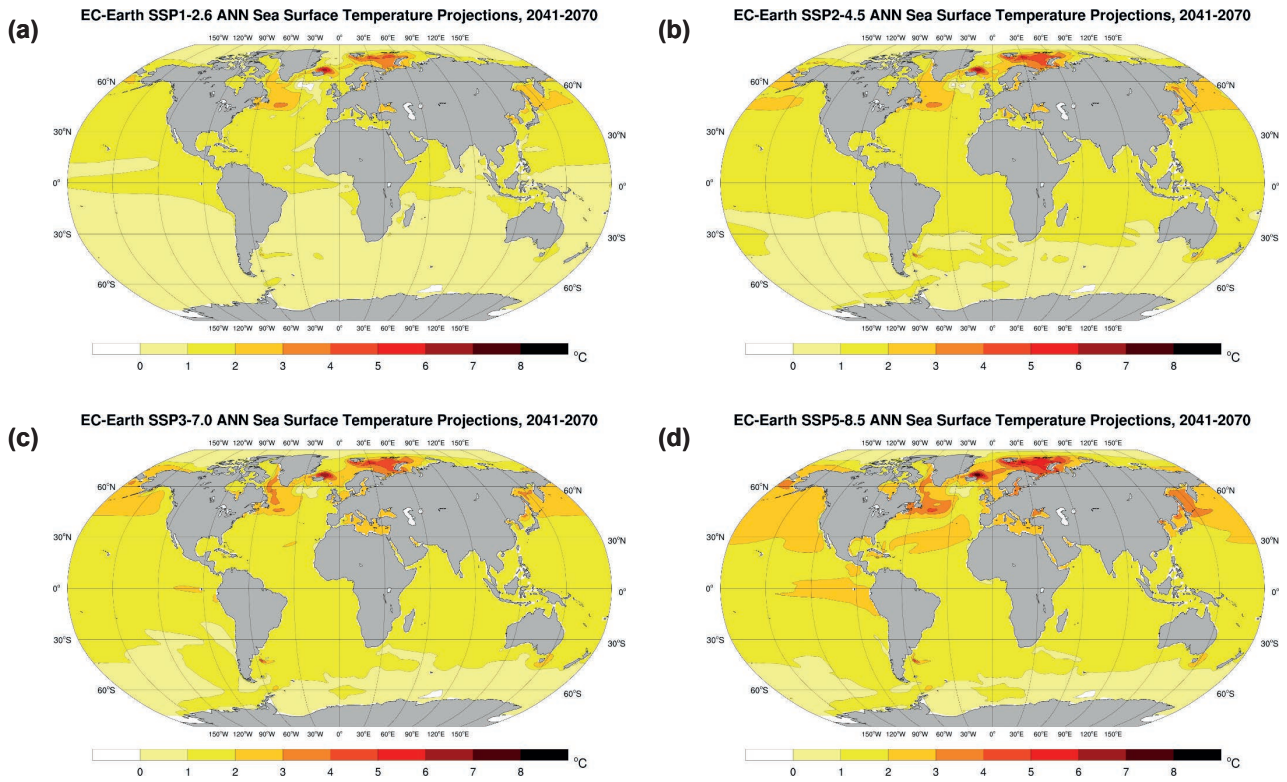 (a)
EC-Earth SSP1-2.6 ANN Sea Surface Temperature Projections, 2041-2070
150°W 120°W 90°W 60°W 30°W 0° 30°E 60°E 90°E 120°E 150°E
60°N 60°N
30°N 30°N
0° 0°
30°S 30°S
60°S 60°S
150°W 120°W 90°W 60°W 30°W 0° 30°E 60°E 90°E 120°E 150°E
0 1 2 3 4 5 6 7 8 °C
(b)
EC-Earth SSP2-4.5 ANN Sea Surface Temperature Projections, 2041-2070
150°W 120°W 90°W 60°W 30°W 0° 30°E 60°E 90°E 120°E 150°E
60°N 60°N
30°N 30°N
0° 0°
30°S 30°S
60°S 60°S
150°W 120°W 90°W 60°W 30°W 0° 30°E 60°E 90°E 120°E 150°E
0 1 2 3 4 5 6 7 8 °C
(c)
EC-Earth SSP3-7.0 ANN Sea Surface Temperature Projections, 2041-2070
150°W 120°W 90°W 60°W 30°W 0° 30°E 60°E 90°E 120°E 150°E
60°N 60°N
30°N 30°N
0° 0°
30°S 30°S
60°S 60°S
150°W 120°W 90°W 60°W 30°W 0° 30°E 60°E 90°E 120°E 150°E
0 1 2 3 4 5 6 7 8 °C
(d)
EC-Earth SSP5-8.5 ANN Sea Surface Temperature Projections, 2041-2070
150°W 120°W 90°W 60°W 30°W 0° 30°E 60°E 90°E 120°E 150°E
60°N 60°N
30°N 30°N
0° 0°
30°S 30°S
60°S 60°S
150°W 120°W 90°W 60°W 30°W 0° 30°E 60°E 90°E 120°E 150°E
0 1 2 3 4 5 6 7 8 °C